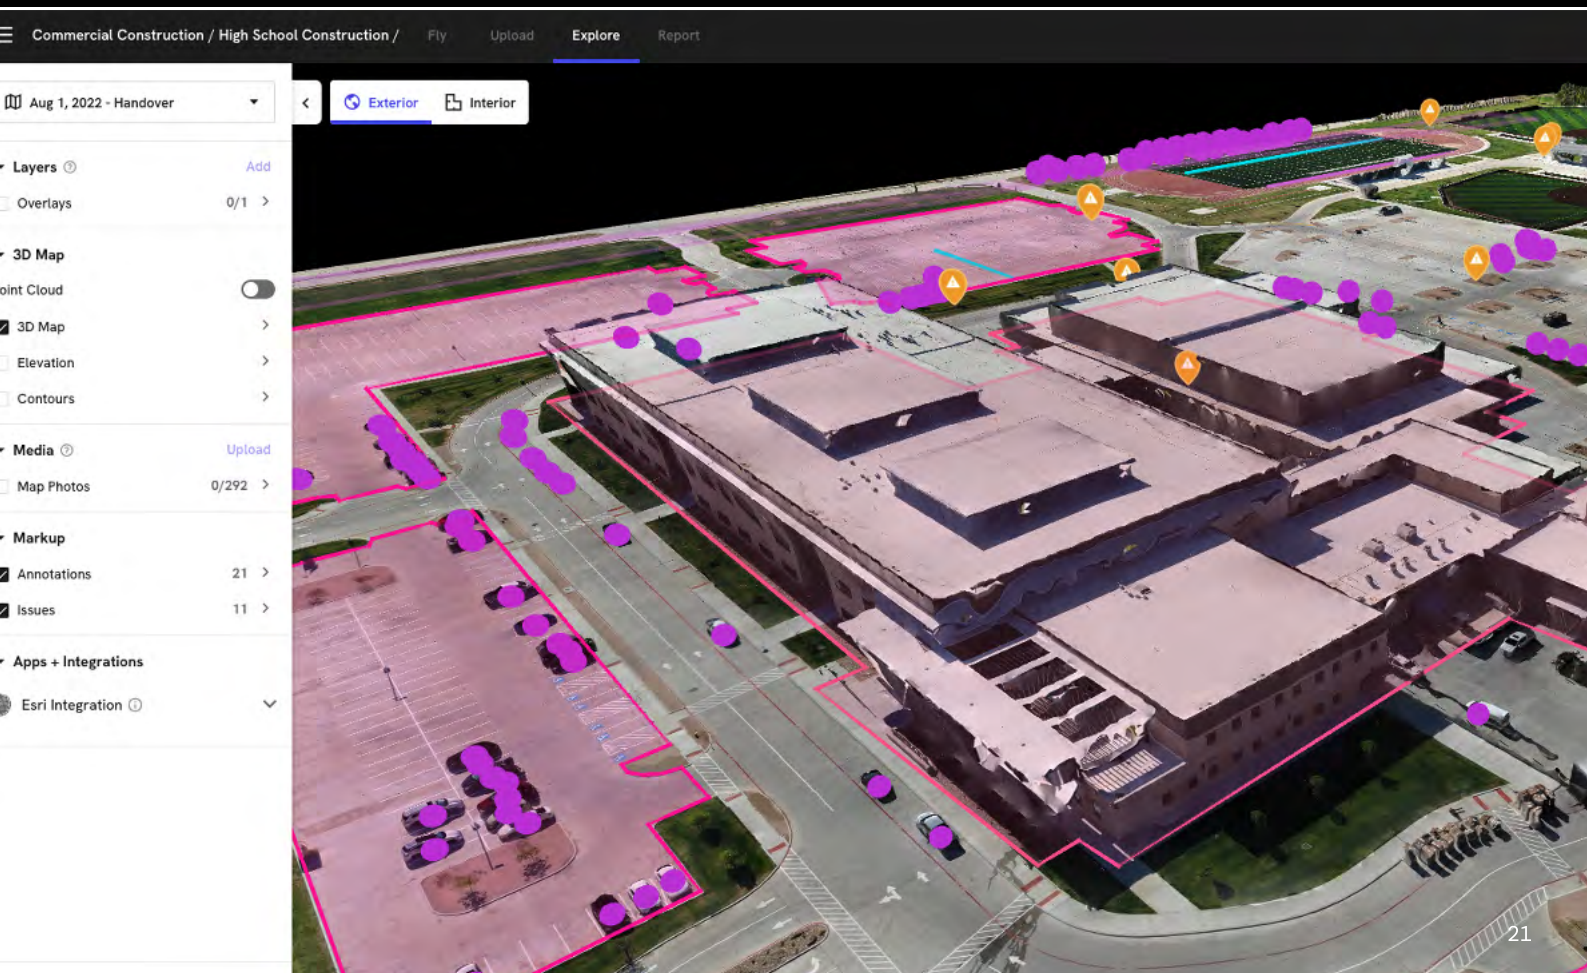 Commercial Construction / High School Construction / Fly Upload Explore Report
Aug 1, 2022 - Handover
Exterior Interior
Layers Add
Overlays 0/1
3D Map
oint Cloud
3D Map
Elevation
Contours
Media Upload
Map Photos 0/292
Markup
Annotations 21
Issues 11
Apps + Integrations
Esri Integration
21